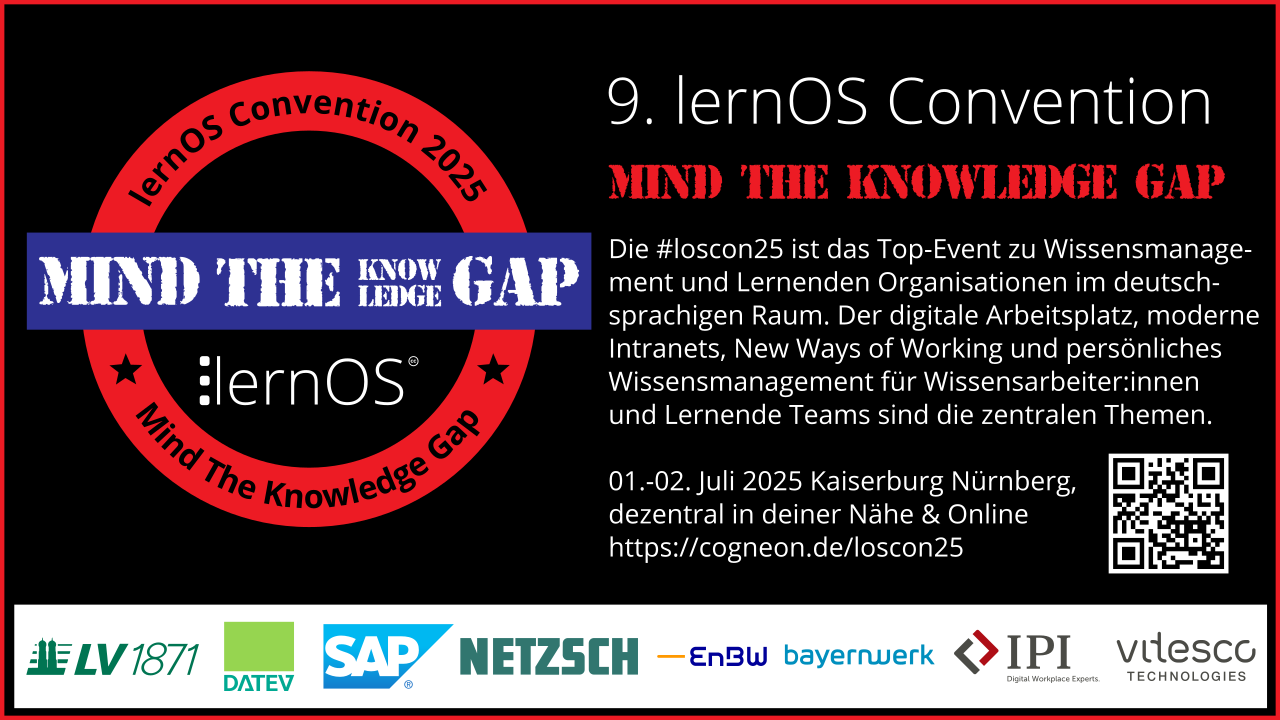 lernOS Convention 2025
MIND THE KNOW
LEDGE GAP
lernOS
Mind The Knowledge Gap
9. lernOS Convention
MIND THE KNOWLEDGE GAP
Die #loscon25 ist das Top-Event zu Wissensmanage-
ment und Lernenden Organisationen im deutsch-
sprachigen Raum. Der digitale Arbeitsplatz, moderne
Intranets, New Ways of Working und persönliches
Wissensmanagement für Wissensarbeiter:innen
und Lernende Teams sind die zentralen Themen.
01.-02. Juli 2025 Kaiserburg Nürnberg,
dezentral in deiner Nähe & Online
https://cogneon.de/loscon25
LV 1871
DATEV
SAP®
NETZSCH
EnBW
bayernwerk
IPI
Digital Workplace Experts.
vitesco
TECHNOLOGIES